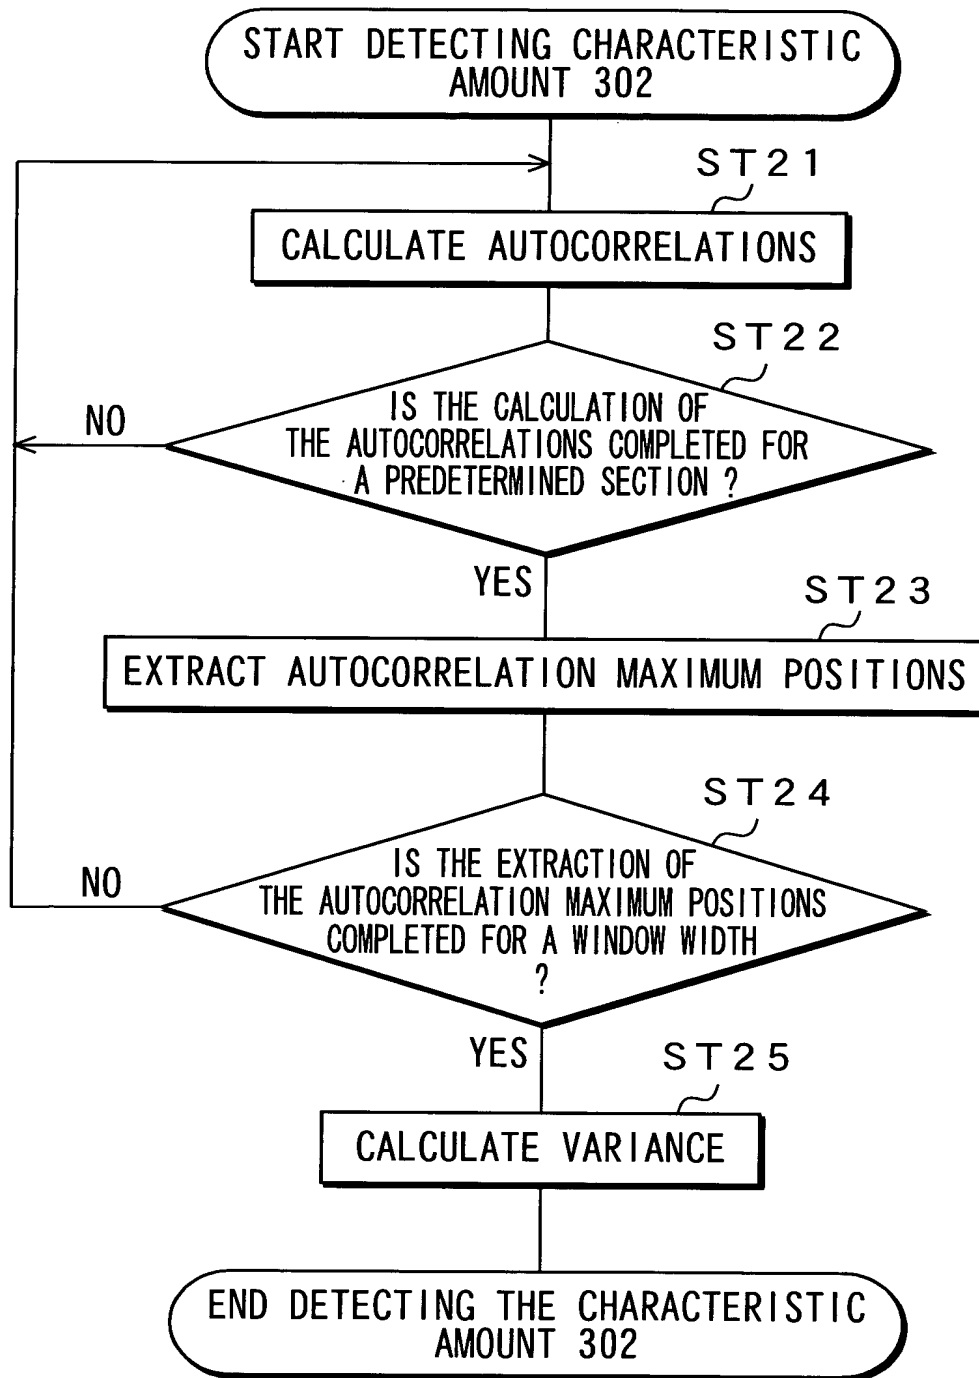 START DETECTING CHARACTERISTIC
AMOUNT 302
ST21
CALCULATE AUTOCORRELATIONS
ST22
IS THE CALCULATION OF
THE AUTOCORRELATIONS COMPLETED FOR
A PREDETERMINED SECTION ?
NO
YES
ST23
EXTRACT AUTOCORRELATION MAXIMUM POSITIONS
ST24
IS THE EXTRACTION OF
THE AUTOCORRELATION MAXIMUM POSITIONS
COMPLETED FOR A WINDOW WIDTH
?
NO
YES
ST25
CALCULATE VARIANCE
END DETECTING THE CHARACTERISTIC
AMOUNT 302